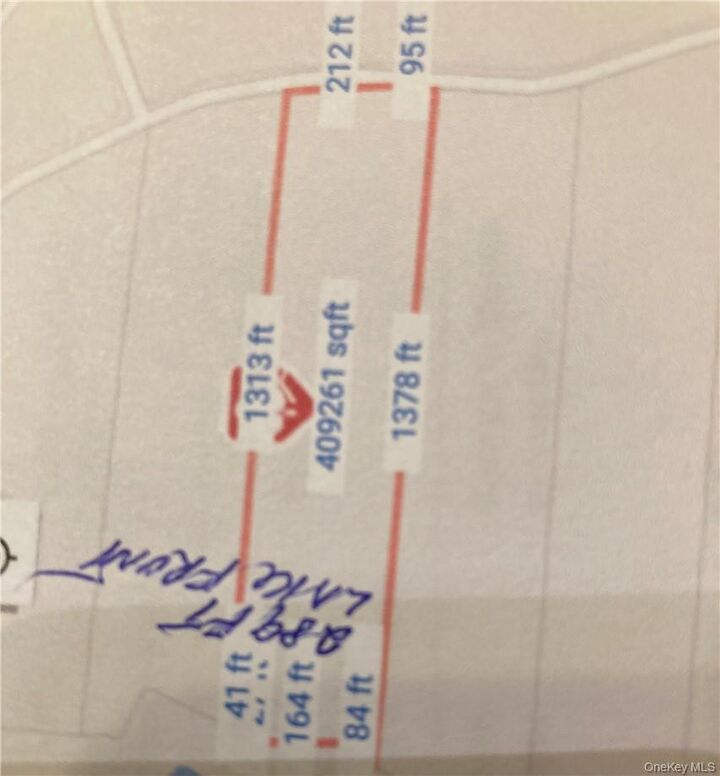 212 ft
95 ft
1313 ft
409261 sqft
1378 ft
289 FT
LAKE FRONT
41 ft
164 ft
84 ft
OneKey MLS